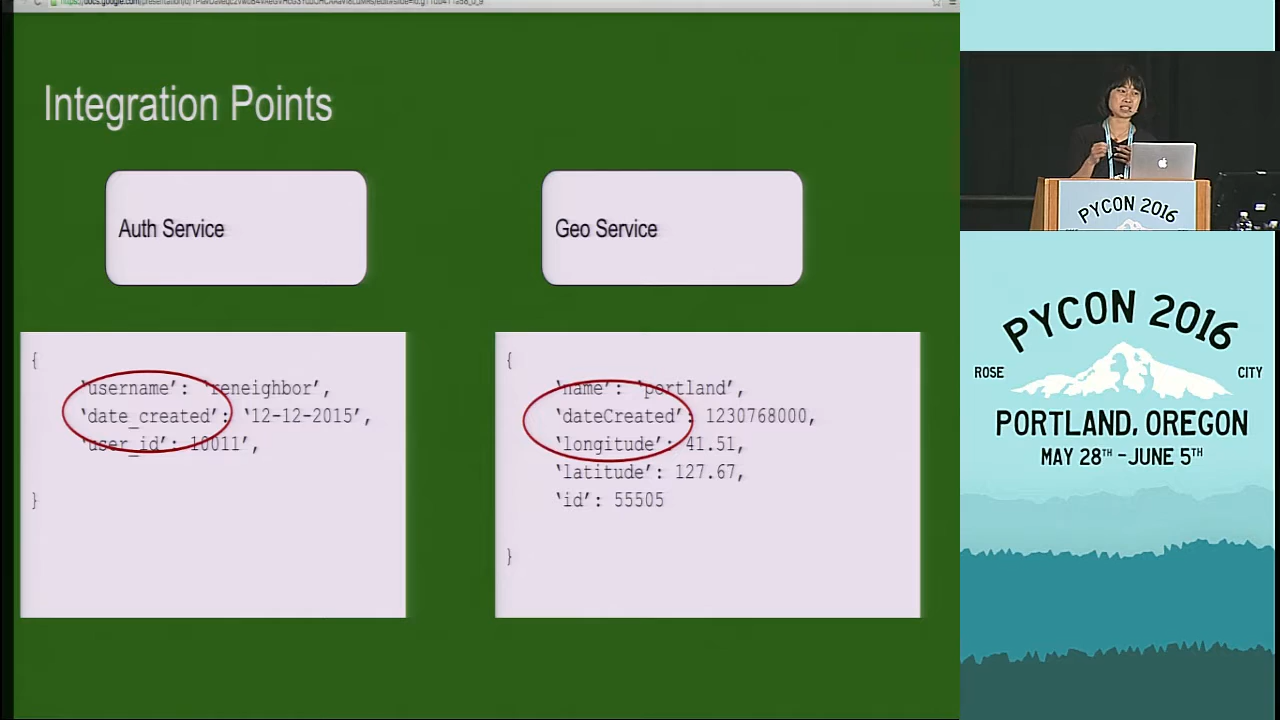 Integration Points
Auth Service
Geo Service
{
‘username’: ‘reneighbor’,
‘date_created’: ‘12-12-2015’,
‘user_id’: 10011’,
}
{
‘name’: ‘portland’,
‘dateCreated’: 1230768000,
‘longitude’: 41.51,
‘latitude’: 127.67,
‘id’: 55505
}
PYCON 2016
PYCON 2016
ROSE CITY
PORTLAND, OREGON
MAY 28TH - JUNE 5TH